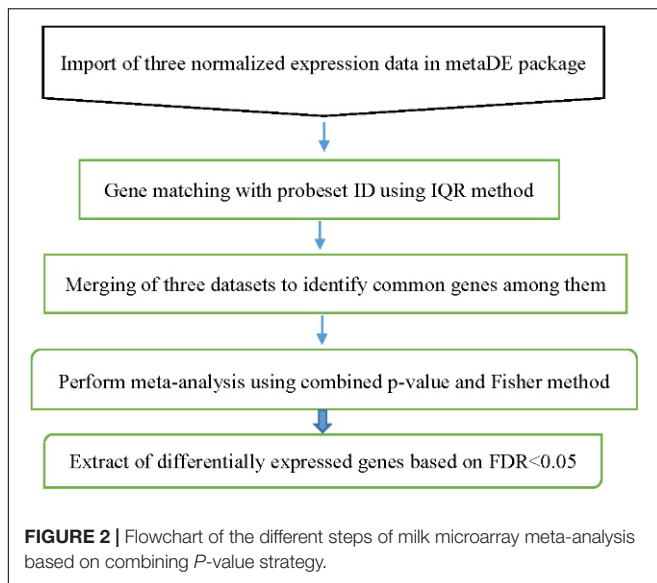 Import of three normalized expression data in metaDE package
Gene matching with probeset ID using IQR method
Merging of three datasets to identify common genes among them
Perform meta-analysis using combined p-value and Fisher method
Extract of differentially expressed genes based on FDR<0.05
FIGURE 2 | Flowchart of the different steps of milk microarray meta-analysis
based on combining P-value strategy.